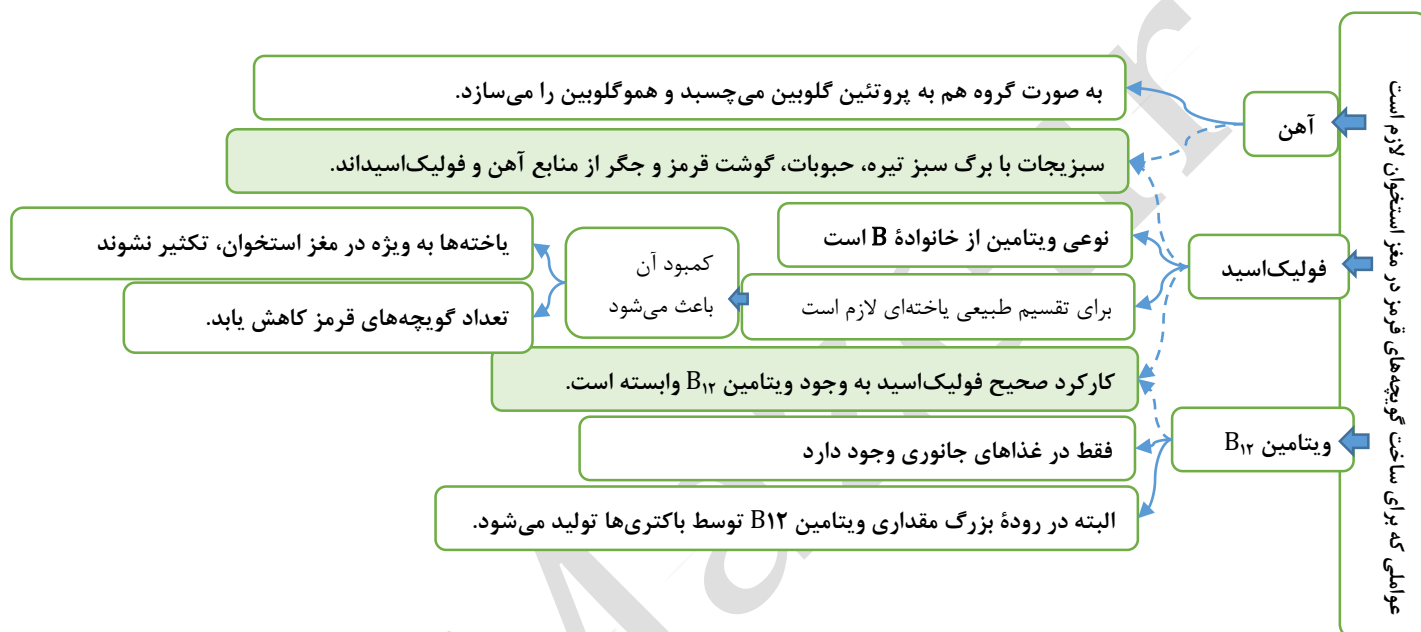 عواملی که برای ساخت گویچه‌های قرمز در مغز استخوان لازم است
آهن
به صورت گروه هم به پروتئین گلوبین می‌چسبد و هموگلوبین را می‌سازد.
سبزیجات با برگ سبز تیره، حبوبات، گوشت قرمز و جگر از منابع آهن و فولیک‌اسیداند.
فولیک‌اسید
نوعی ویتامین از خانوادهٔ B است
برای تقسیم طبیعی یاخته‌ای لازم است
کمبود آن
باعث می‌شود
یاخته‌ها به ویژه در مغز استخوان، تکثیر نشوند
تعداد گویچه‌های قرمز کاهش یابد.
کارکرد صحیح فولیک‌اسید به وجود ویتامین B۱۲ وابسته است.
ویتامین B۱۲
فقط در غذاهای جانوری وجود دارد
البته در رودهٔ بزرگ مقداری ویتامین B۱۲ توسط باکتری‌ها تولید می‌شود.